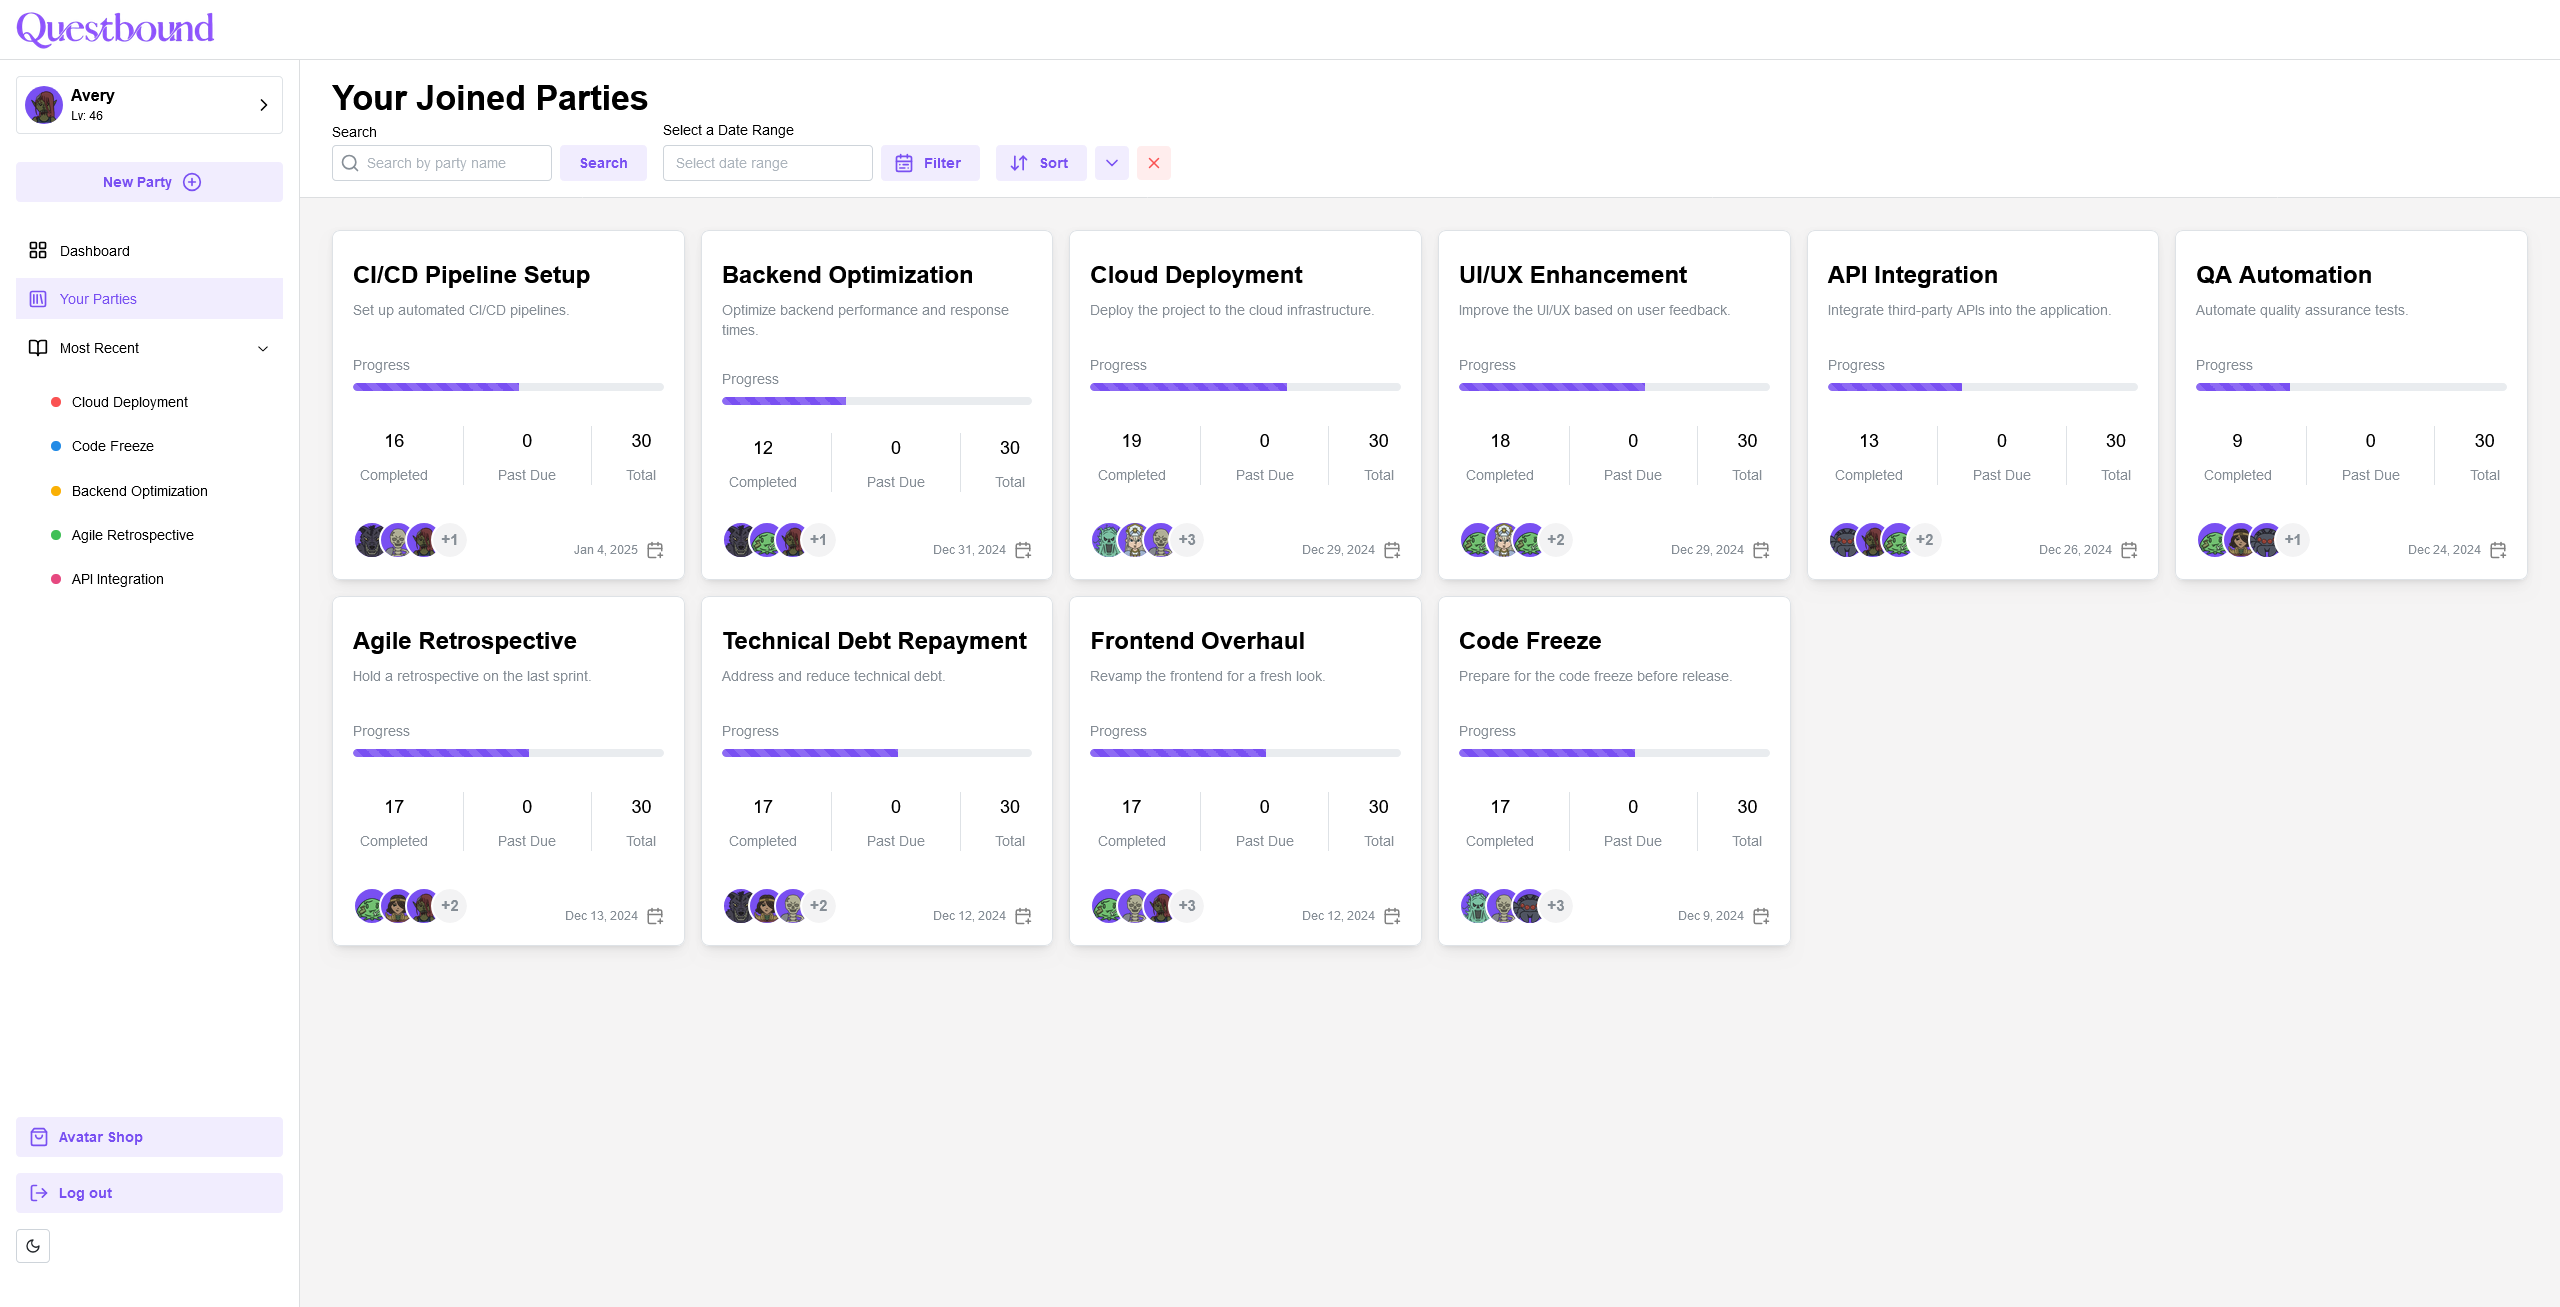 Questbound
Avery
Lv: 46
New Party
Dashboard
Your Parties
Most Recent
Cloud Deployment
Code Freeze
Backend Optimization
Agile Retrospective
API Integration
Avatar Shop
Log out
Your Joined Parties
Search
Select a Date Range
Search by party name
Search
Select date range
Filter
Sort
CI/CD Pipeline Setup
Set up automated CI/CD pipelines.
Progress
16 0 30
Completed Past Due Total
+1
Jan 4, 2025
Backend Optimization
Optimize backend performance and response
times.
Progress
12 0 30
Completed Past Due Total
+1
Dec 31, 2024
Cloud Deployment
Deploy the project to the cloud infrastructure.
Progress
19 0 30
Completed Past Due Total
+3
Dec 29, 2024
UI/UX Enhancement
Improve the UI/UX based on user feedback.
Progress
18 0 30
Completed Past Due Total
+2
Dec 29, 2024
API Integration
Integrate third-party APIs into the application.
Progress
13 0 30
Completed Past Due Total
+2
Dec 26, 2024
QA Automation
Automate quality assurance tests.
Progress
9 0 30
Completed Past Due Total
+1
Dec 24, 2024
Agile Retrospective
Hold a retrospective on the last sprint.
Progress
17 0 30
Completed Past Due Total
+2
Dec 13, 2024
Technical Debt Repayment
Address and reduce technical debt.
Progress
17 0 30
Completed Past Due Total
+2
Dec 12, 2024
Frontend Overhaul
Revamp the frontend for a fresh look.
Progress
17 0 30
Completed Past Due Total
+3
Dec 12, 2024
Code Freeze
Prepare for the code freeze before release.
Progress
17 0 30
Completed Past Due Total
+3
Dec 9, 2024